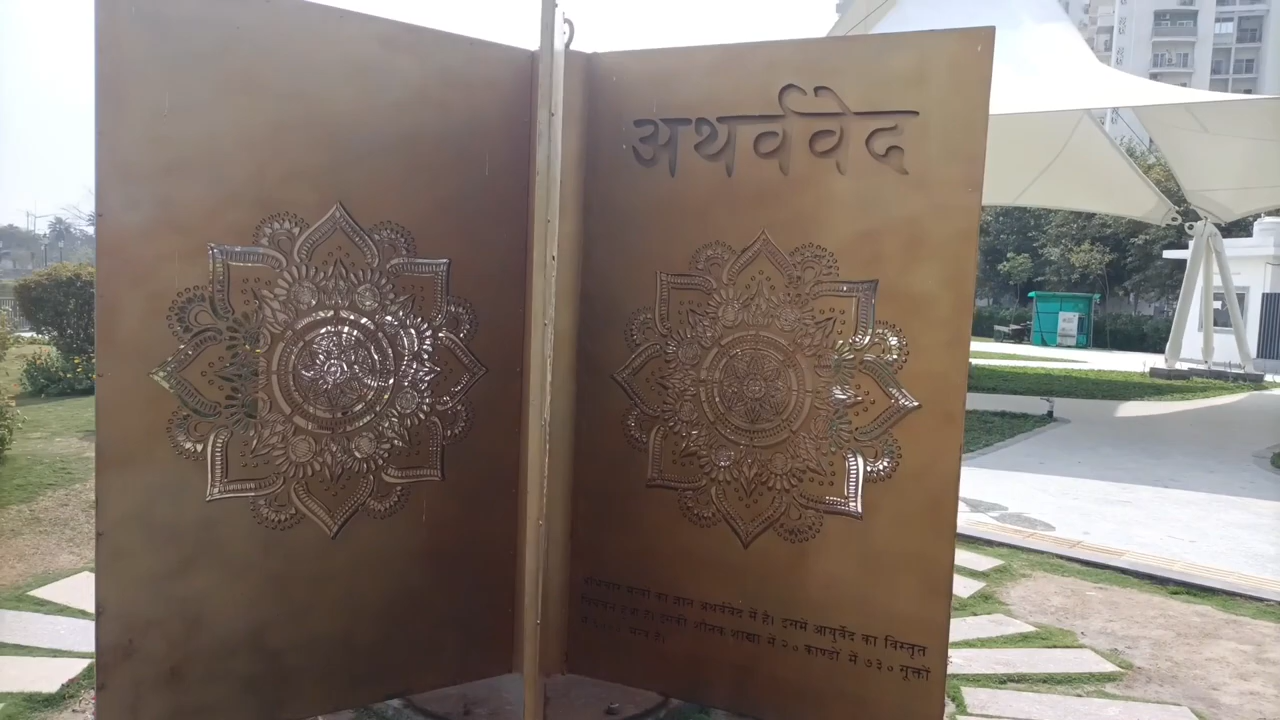 अथर्ववेद
का ज्ञान अथर्ववेद में है। इसमें आयुर्वेद का विस्तृत
है। इसकी शौनक शाखा में २० काण्डों में ७३० सूक्तों
मन्त्र है।